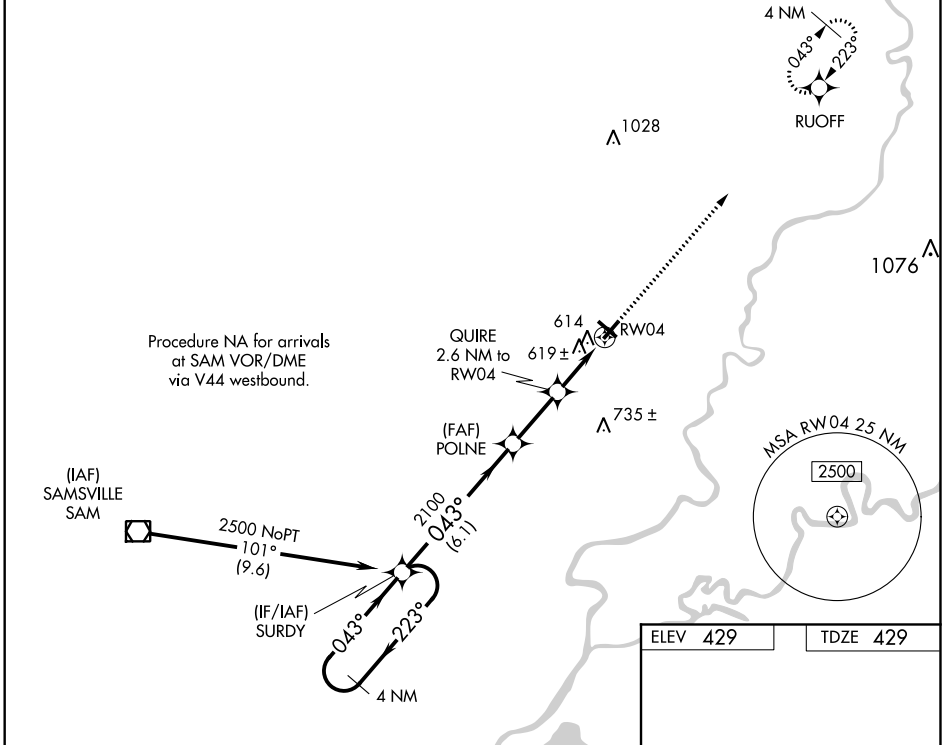 4 NM
043°
223°
RUOFF
1028
1076
Procedure NA for arrivals
at SAM VOR/DME
via V44 westbound.
QUIRE
2.6 NM to
RW04
614
619 ±
RW04
735 ±
(FAF)
POLNE
MSA RW04 25 NM
2500
(IAF)
SAMSVILLE
SAM
2500 NoPT
101°
(9.6)
2100
043°
(6.1)
(IF/IAF)
SURDY
043°
223°
4 NM
ELEV 429
TDZE 429